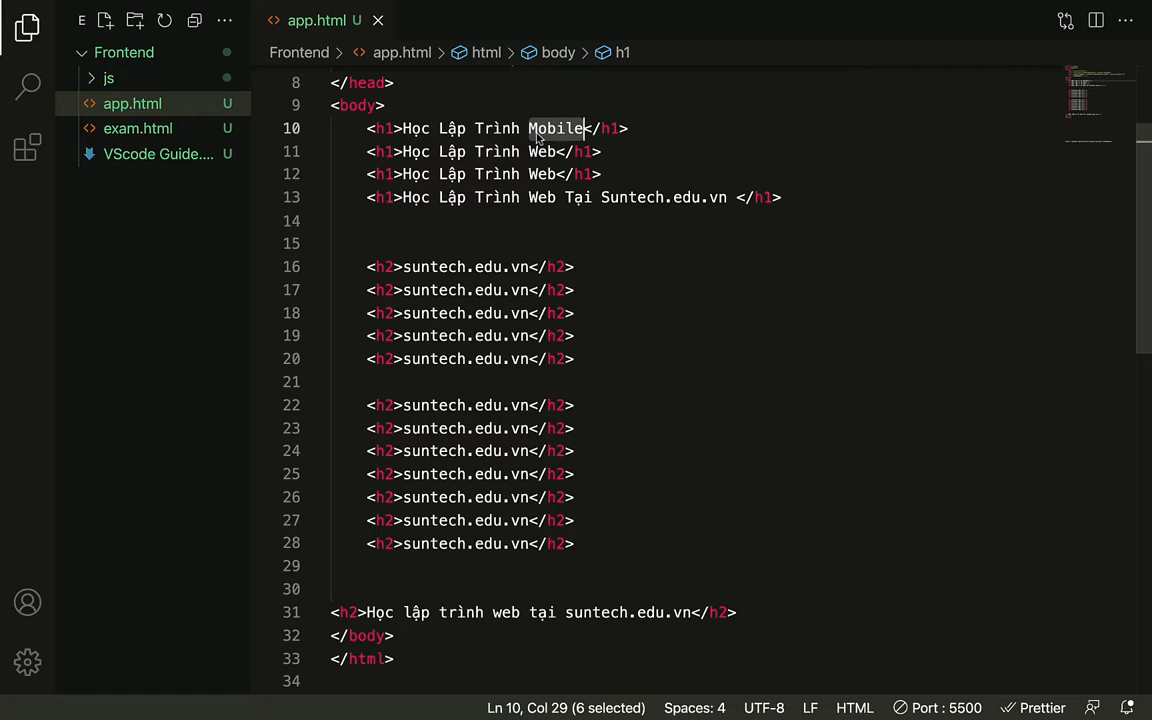 E
app.html U
Frontend
js
app.html U
exam.html U
VScode Guide.... U
Frontend > app.html > html > body > h1
8 </head>
9 <body>
10 <h1>Học Lập Trình Mobile</h1>
11 <h1>Học Lập Trình Web</h1>
12 <h1>Học Lập Trình Web</h1>
13 <h1>Học Lập Trình Web Tại Suntech.edu.vn </h1>
14
15
16 <h2>suntech.edu.vn</h2>
17 <h2>suntech.edu.vn</h2>
18 <h2>suntech.edu.vn</h2>
19 <h2>suntech.edu.vn</h2>
20 <h2>suntech.edu.vn</h2>
21
22 <h2>suntech.edu.vn</h2>
23 <h2>suntech.edu.vn</h2>
24 <h2>suntech.edu.vn</h2>
25 <h2>suntech.edu.vn</h2>
26 <h2>suntech.edu.vn</h2>
27 <h2>suntech.edu.vn</h2>
28 <h2>suntech.edu.vn</h2>
29
30
31 <h2>Học lập trình web tại suntech.edu.vn</h2>
32 </body>
33 </html>
34
Ln 10, Col 29 (6 selected) Spaces: 4 UTF-8 LF HTML Port : 5500 Prettier